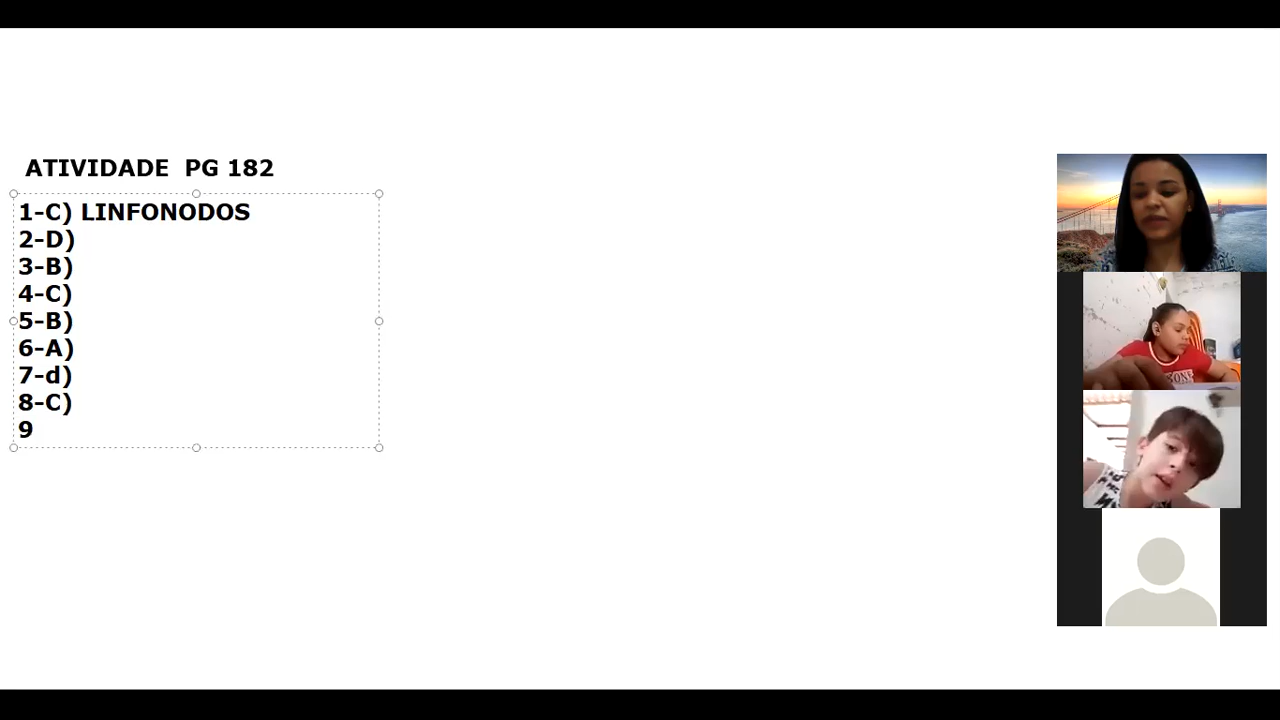 ATIVIDADE PG 182
1-C) LINFONODOS
2-D)
3-B)
4-C)
5-B)
6-A)
7-d)
8-C)
9